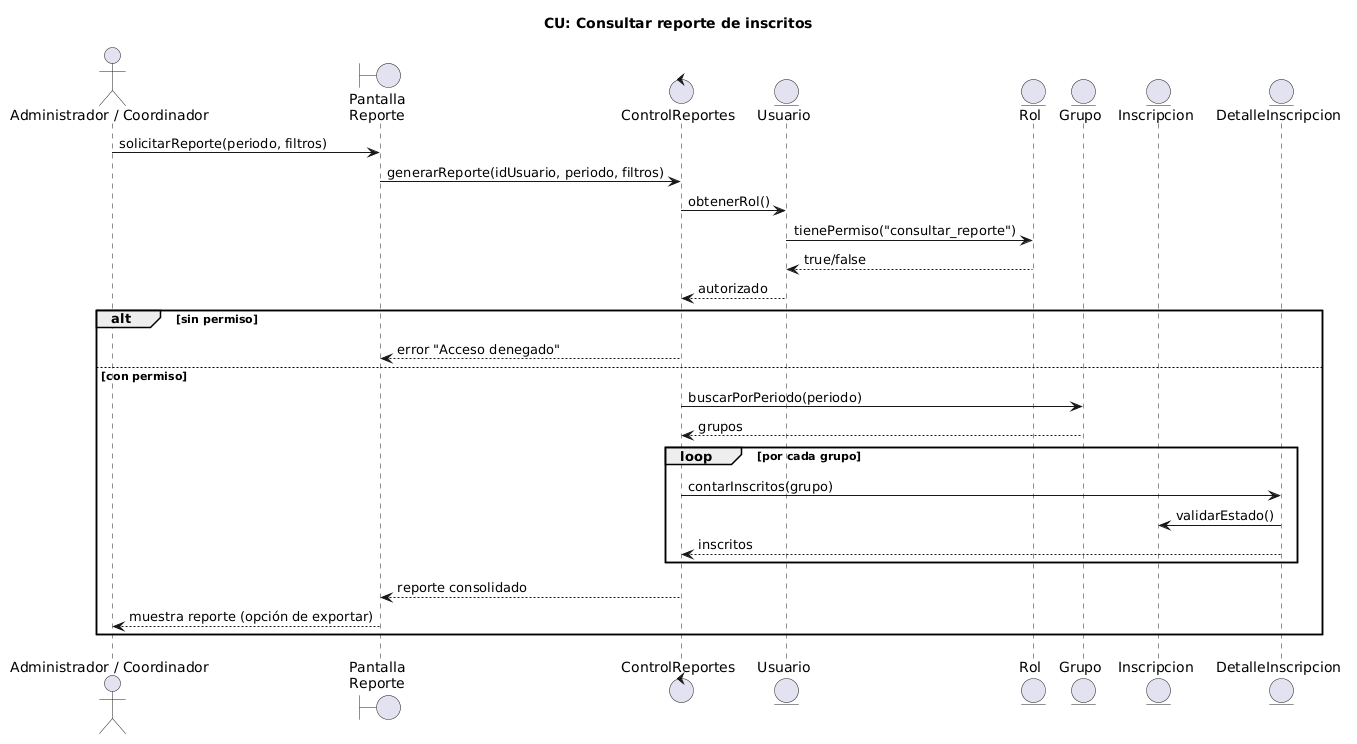 CU: Consultar reporte de inscritos
Administrador / Coordinador
Pantalla
Reporte
ControlReportes
Usuario
Rol
Grupo
Inscripcion
DetalleInscripcion
solicitarReporte(periodo, filtros)
generarReporte(idUsuario, periodo, filtros)
obtenerRol()
tienePermiso("consultar_reporte")
true/false
autorizado
alt
[sin permiso]
error "Acceso denegado"
[con permiso]
buscarPorPeriodo(periodo)
grupos
loop
[por cada grupo]
contarInscritos(grupo)
validarEstado()
inscritos
reporte consolidado
muestra reporte (opción de exportar)
Administrador / Coordinador
Pantalla
Reporte
ControlReportes
Usuario
Rol
Grupo
Inscripcion
DetalleInscripcion